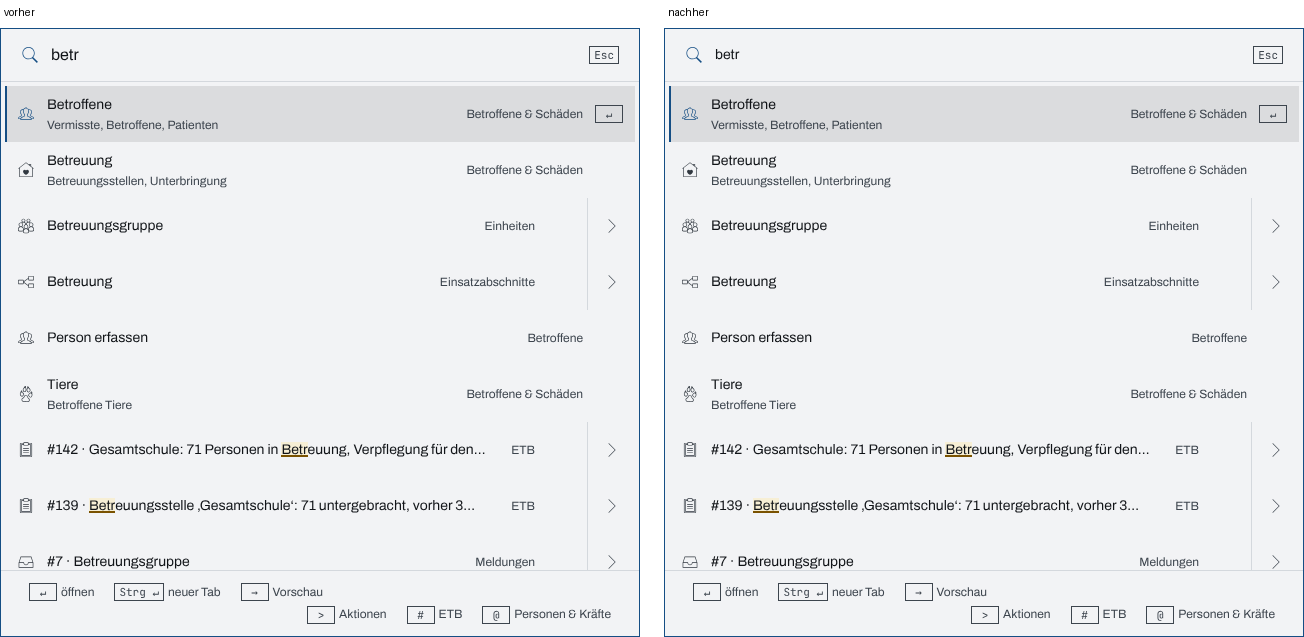 vorher
betr Esc
Betroffene
Vermisste, Betroffene, Patienten
Betroffene & Schäden ↵
Betreuung
Betreuungsstellen, Unterbringung
Betroffene & Schäden
Betreuungsgruppe Einheiten
Betreuung Einsatzabschnitte
Person erfassen Betroffene
Tiere
Betroffene Tiere
Betroffene & Schäden
#142 · Gesamtschule: 71 Personen in Betreuung, Verpflegung für den... ETB
#139 · Betreuungsstelle ‚Gesamtschule‘: 71 untergebracht, vorher 3... ETB
#7 · Betreuungsgruppe Meldungen
↵ öffnen Strg ↵ neuer Tab → Vorschau
> Aktionen # ETB @ Personen & Kräfte
nachher
betr Esc
Betroffene
Vermisste, Betroffene, Patienten
Betroffene & Schäden ↵
Betreuung
Betreuungsstellen, Unterbringung
Betroffene & Schäden
Betreuungsgruppe Einheiten
Betreuung Einsatzabschnitte
Person erfassen Betroffene
Tiere
Betroffene Tiere
Betroffene & Schäden
#142 · Gesamtschule: 71 Personen in Betreuung, Verpflegung für den... ETB
#139 · Betreuungsstelle ‚Gesamtschule‘: 71 untergebracht, vorher 3... ETB
#7 · Betreuungsgruppe Meldungen
↵ öffnen Strg ↵ neuer Tab → Vorschau
> Aktionen # ETB @ Personen & Kräfte